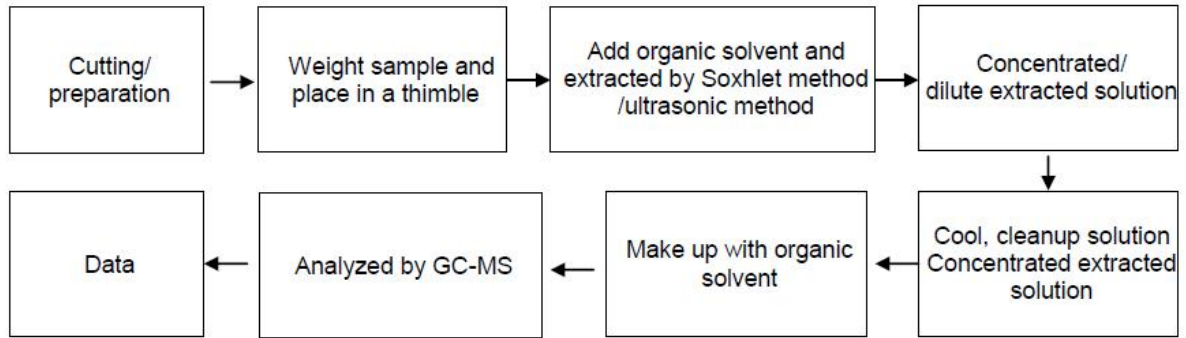 Cutting/
preparation
Weight sample and
place in a thimble
Add organic solvent and
extracted by Soxhlet method
/ultrasonic method
Concentrated/
dilute extracted solution
Cool, cleanup solution
Concentrated extracted
solution
Make up with organic
solvent
Analyzed by GC-MS
Data